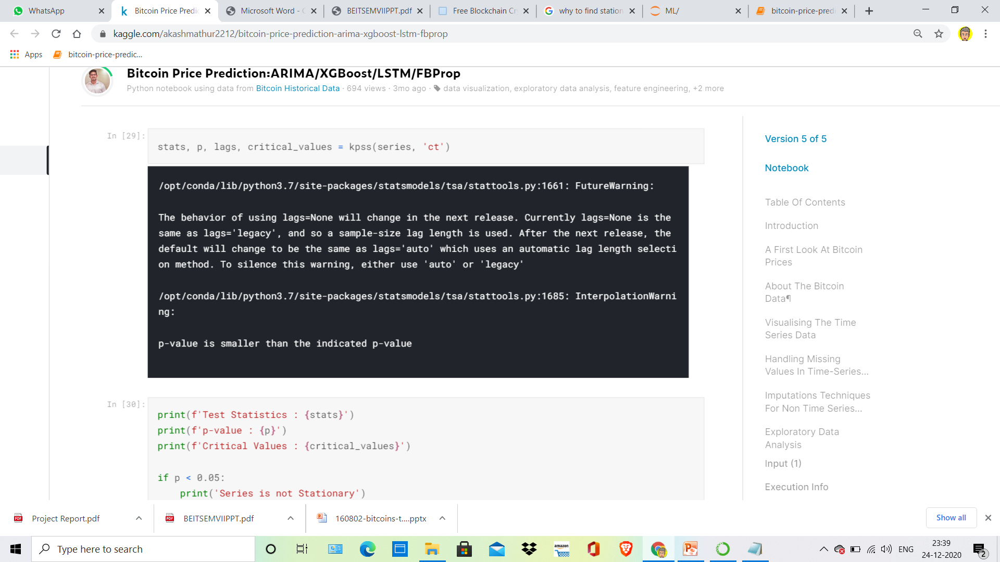 WhatsApp
Bitcoin Price Predic
Microsoft Word -
BEITSEMVIIPPT.pdf
Free Blockchain Cr
why to find station
ML/
bitcoin-price-pred
kaggle.com/akashmathur2212/bitcoin-price-prediction-arima-xgboost-lstm-fbprop
Apps
bitcoin-price-predic...
Bitcoin Price Prediction:ARIMA/XGBoost/LSTM/FBProp
Python notebook using data from Bitcoin Historical Data · 694 views · 3mo ago · data visualization, exploratory data analysis, feature engineering, +2 more
In [29]:
stats, p, lags, critical_values = kpss(series, 'ct')
/opt/conda/lib/python3.7/site-packages/statsmodels/tsa/stattools.py:1661: FutureWarning:
The behavior of using lags=None will change in the next release. Currently lags=None is the
same as lags='legacy', and so a sample-size lag length is used. After the next release, the
default will change to be the same as lags='auto' which uses an automatic lag length selecti
on method. To silence this warning, either use 'auto' or 'legacy'
/opt/conda/lib/python3.7/site-packages/statsmodels/tsa/stattools.py:1685: InterpolationWarni
ng:
p-value is smaller than the indicated p-value
In [30]:
print(f'Test Statistics : {stats}')
print(f'p-value : {p}')
print(f'Critical Values : {critical_values}')
if p < 0.05:
print('Series is not Stationary')
Version 5 of 5
Notebook
Table Of Contents
Introduction
A First Look At Bitcoin
Prices
About The Bitcoin
Data¶
Visualising The Time
Series Data
Handling Missing
Values In Time-Series...
Imputations Techniques
For Non Time Series...
Exploratory Data
Analysis
Input (1)
Execution Info
Project Report.pdf
BEITSEMVIIPPT.pdf
160802-bitcoins-t....pptx
Show all
Type here to search
amazon
ENG
23:39
24-12-2020
2